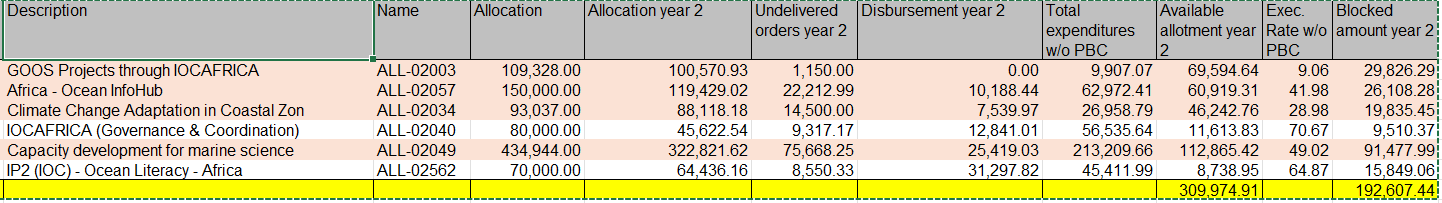 Description Name Allocation Allocation year 2 Undelivered orders year 2 Disbursement year 2 Total expenditures w/o PBC Available allotment year 2 Exec. Rate w/o PBC Blocked amount year 2
GOOS Projects through IOCAFRICA ALL-02003 109,328.00 100,570.93 1,150.00 0.00 9,907.07 69,594.64 9.06 29,826.29
Africa - Ocean InfoHub ALL-02057 150,000.00 119,429.02 22,212.99 10,188.44 62,972.41 60,919.31 41.98 26,108.28
Climate Change Adaptation in Coastal Zon ALL-02034 93,037.00 88,118.18 14,500.00 7,539.97 26,958.79 46,242.76 28.98 19,835.45
IOCAFRICA (Governance & Coordination) ALL-02040 80,000.00 45,622.54 9,317.17 12,841.01 56,535.64 11,613.83 70.67 9,510.37
Capacity development for marine science ALL-02049 434,944.00 322,821.62 75,668.25 25,419.03 213,209.66 112,865.42 49.02 91,477.99
IP2 (IOC) - Ocean Literacy - Africa ALL-02562 70,000.00 64,436.16 8,550.33 31,297.82 45,411.99 8,738.95 64.87 15,849.06
309,974.91 192,607.44